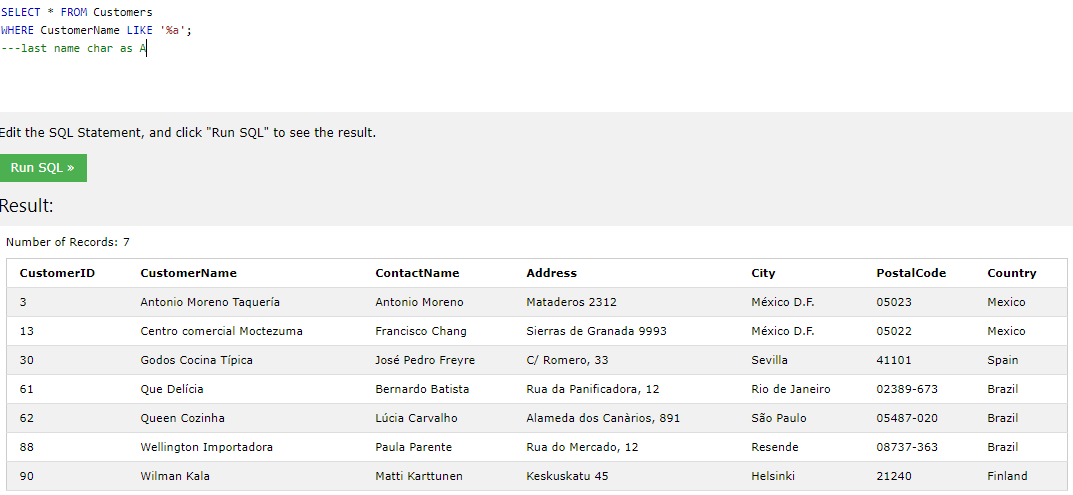 SELECT * FROM Customers
WHERE CustomerName LIKE '%a';
---last name char as A
Edit the SQL Statement, and click "Run SQL" to see the result.
Run SQL »
Result:
Number of Records: 7
CustomerID CustomerName ContactName Address City PostalCode Country
3 Antonio Moreno Taquería Antonio Moreno Mataderos 2312 México D.F. 05023 Mexico
13 Centro comercial Moctezuma Francisco Chang Sierras de Granada 9993 México D.F. 05022 Mexico
30 Godos Cocina Típica José Pedro Freyre C/ Romero, 33 Sevilla 41101 Spain
61 Que Delícia Bernardo Batista Rua da Panificadora, 12 Rio de Janeiro 02389-673 Brazil
62 Queen Cozinha Lúcia Carvalho Alameda dos Canàrios, 891 São Paulo 05487-020 Brazil
88 Wellington Importadora Paula Parente Rua do Mercado, 12 Resende 08737-363 Brazil
90 Wilman Kala Matti Karttunen Keskuskatu 45 Helsinki 21240 Finland